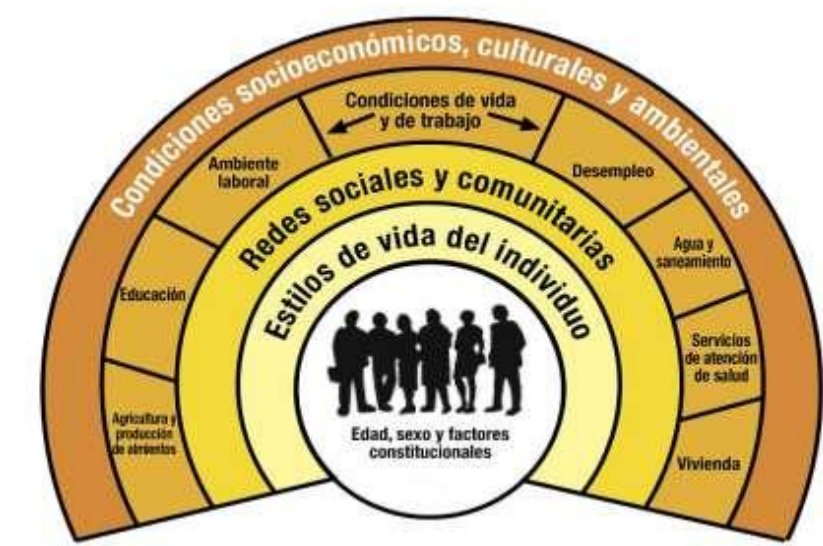 Condiciones socioeconómicos, culturales y ambientales
Condiciones de vida
y de trabajo
Ambiente
laboral
Desempleo
Educación
Agua y
saneamiento
Agricultura y
producción
de alimentos
Servicios
de atención
de salud
Vivienda
Redes sociales y comunitarias
Estilos de vida del individuo
Edad, sexo y factores
constitucionales